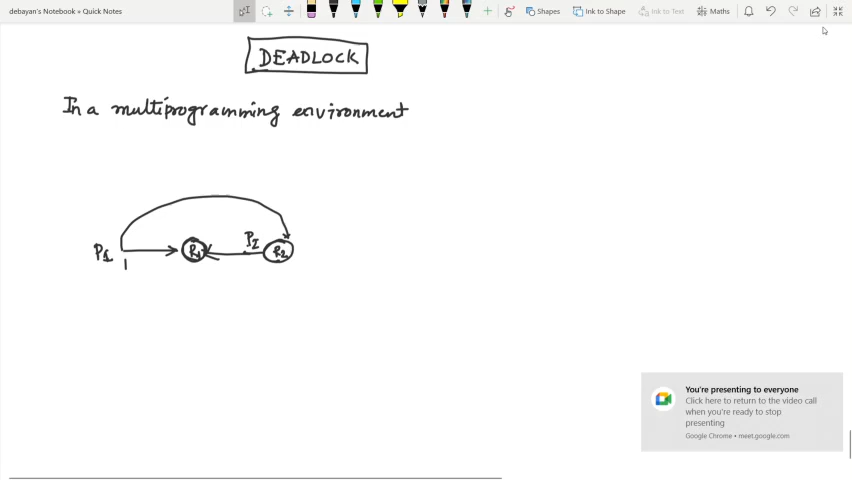 debayan's Notebook » Quick Notes
Shapes Ink to Shape Ink to Text Maths
DEADLOCK
In a multiprogramming environment
P1 R1 P2 R2
You're presenting to everyone
Click here to return to the video call
when you're ready to stop
presenting
Google Chrome • meet.google.com